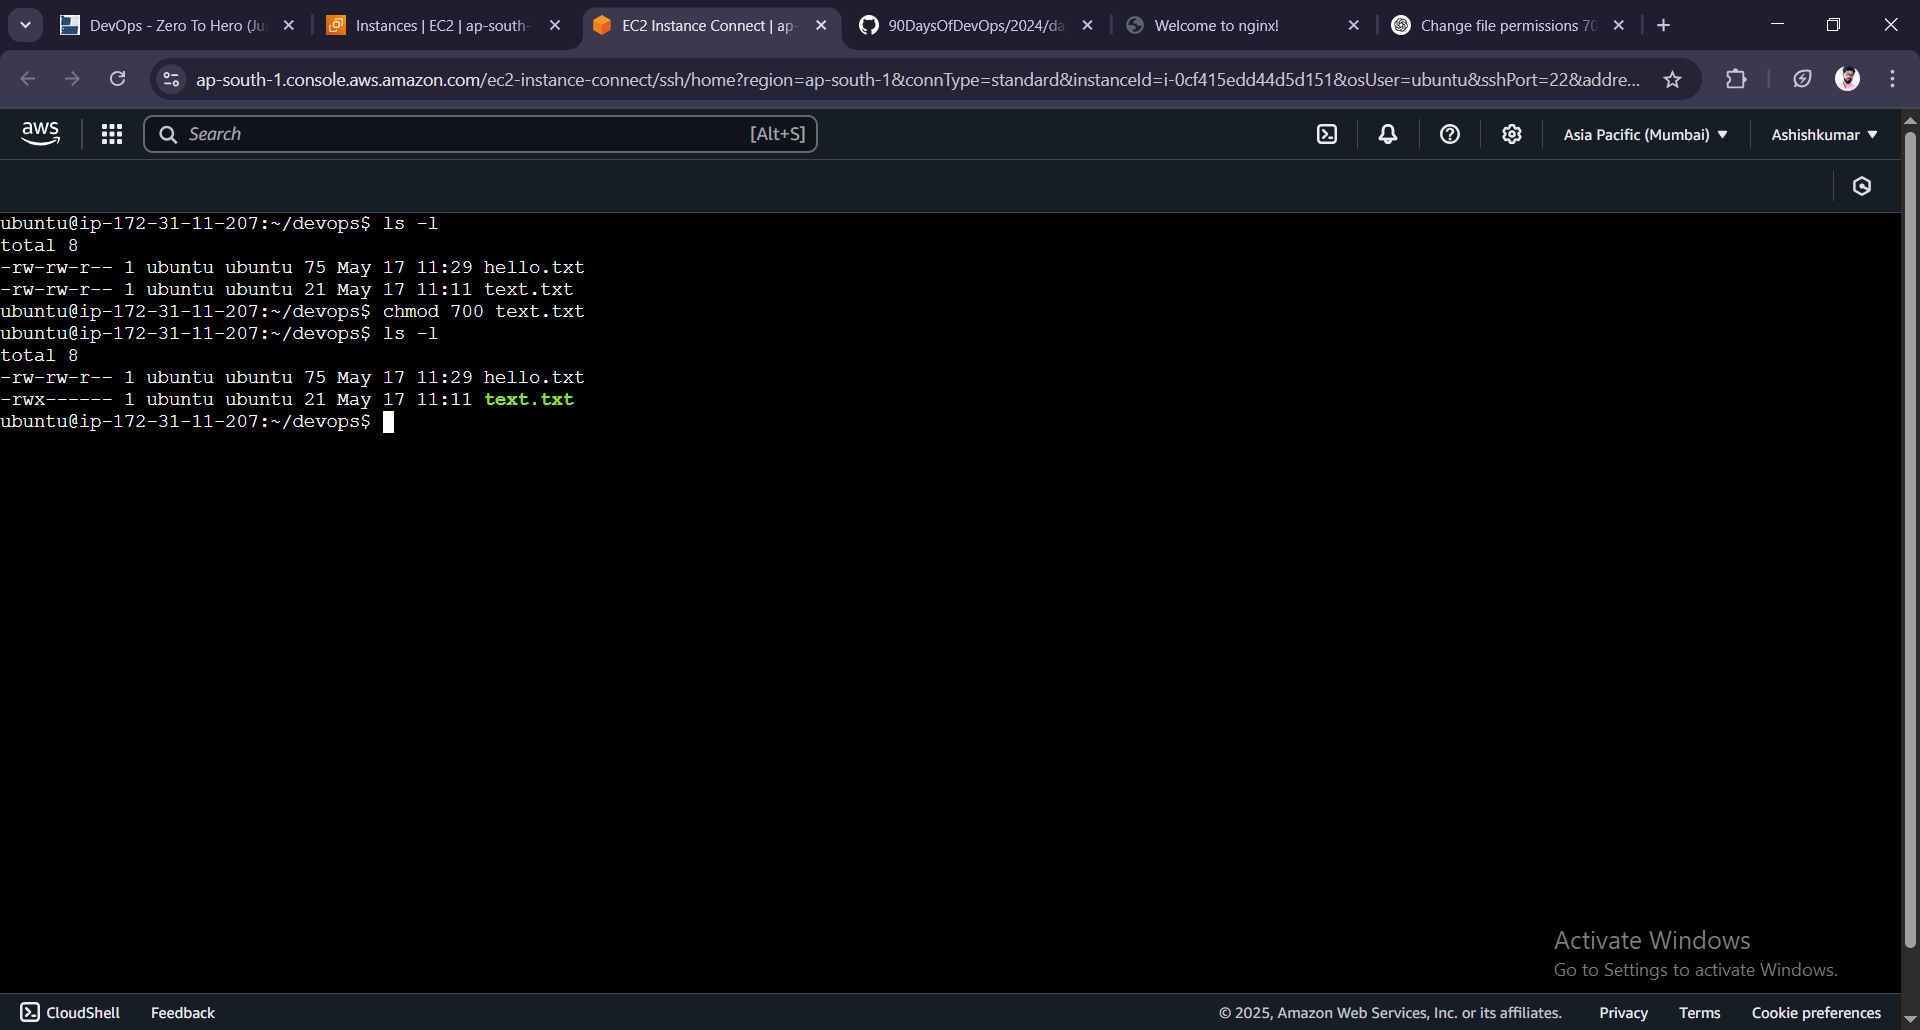 DevOps - Zero To Hero (Ju
Instances | EC2 | ap-south-
EC2 Instance Connect | ap-
90DaysOfDevOps/2024/da
Welcome to nginx!
Change file permissions 70
ap-south-1.console.aws.amazon.com/ec2-instance-connect/ssh/home?region=ap-south-1&connType=standard&instanceId=i-0cf415edd44d5d151&osUser=ubuntu&sshPort=22&addre...
aws
Search
[Alt+S]
Asia Pacific (Mumbai)
Ashishkumar
ubuntu@ip-172-31-11-207:~/devops$ ls -l
total 8
-rw-rw-r-- 1 ubuntu ubuntu 75 May 17 11:29 hello.txt
-rw-rw-r-- 1 ubuntu ubuntu 21 May 17 11:11 text.txt
ubuntu@ip-172-31-11-207:~/devops$ chmod 700 text.txt
ubuntu@ip-172-31-11-207:~/devops$ ls -l
total 8
-rw-rw-r-- 1 ubuntu ubuntu 75 May 17 11:29 hello.txt
-rwx------ 1 ubuntu ubuntu 21 May 17 11:11 text.txt
ubuntu@ip-172-31-11-207:~/devops$
Activate Windows
Go to Settings to activate Windows.
CloudShell
Feedback
© 2025, Amazon Web Services, Inc. or its affiliates.
Privacy
Terms
Cookie preferences